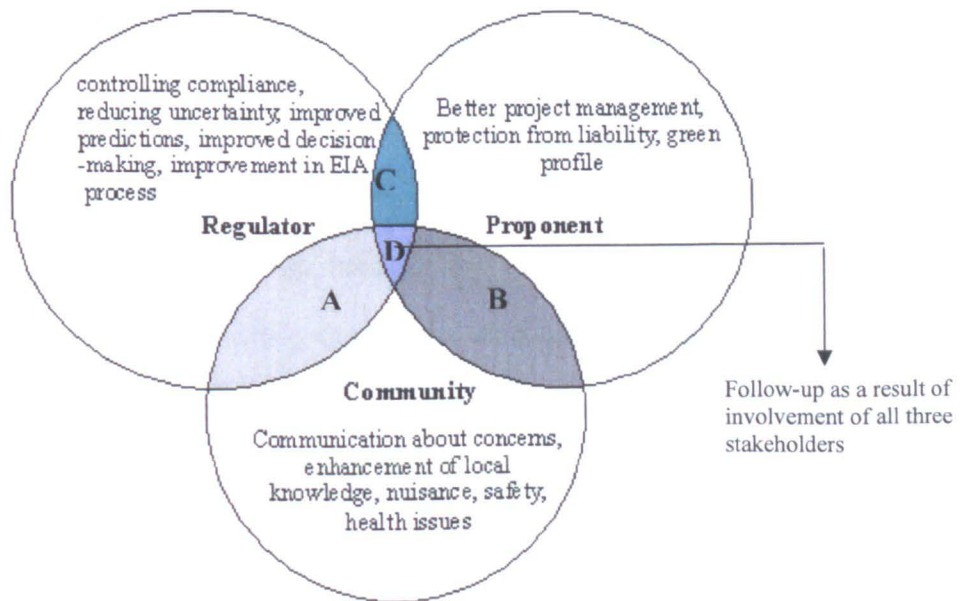 controlling compliance,
reducing uncertainty, improved
predictions, improved decision
-making, improvement in EIA
process
Regulator
Better project management,
protection from liability, green
profile
Proponent
C
D
A
B
Community
Communication about concerns,
enhancement of local
knowledge, nuisance, safety,
health issues
Follow-up as a result of
involvement of all three
stakeholders